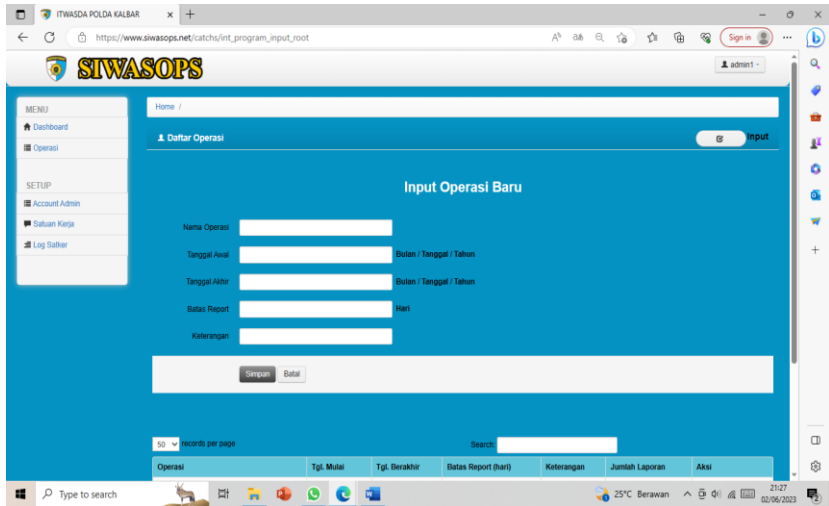 ITWASDA POLDA KALBAR
https://www.siwasops.net/catchs/int_program_input_root
Sign in
SIWASOPS
admin1
MENU
Dashboard
Operasi
SETUP
Account Admin
Satuan Kerja
Log Satker
Home /
Daftar Operasi
Input
Input Operasi Baru
Nama Operasi
Tanggal Awal
Bulan / Tanggal / Tahun
Tanggal Akhir
Bulan / Tanggal / Tahun
Batas Report
Hari
Keterangan
Simpan
Batal
50 records per page
Search:
Operasi Tgl. Mulai Tgl. Berakhir Batas Report (hari) Keterangan Jumlah Laporan Aksi
Type to search
25°C Berawan
21:27
02/06/2023